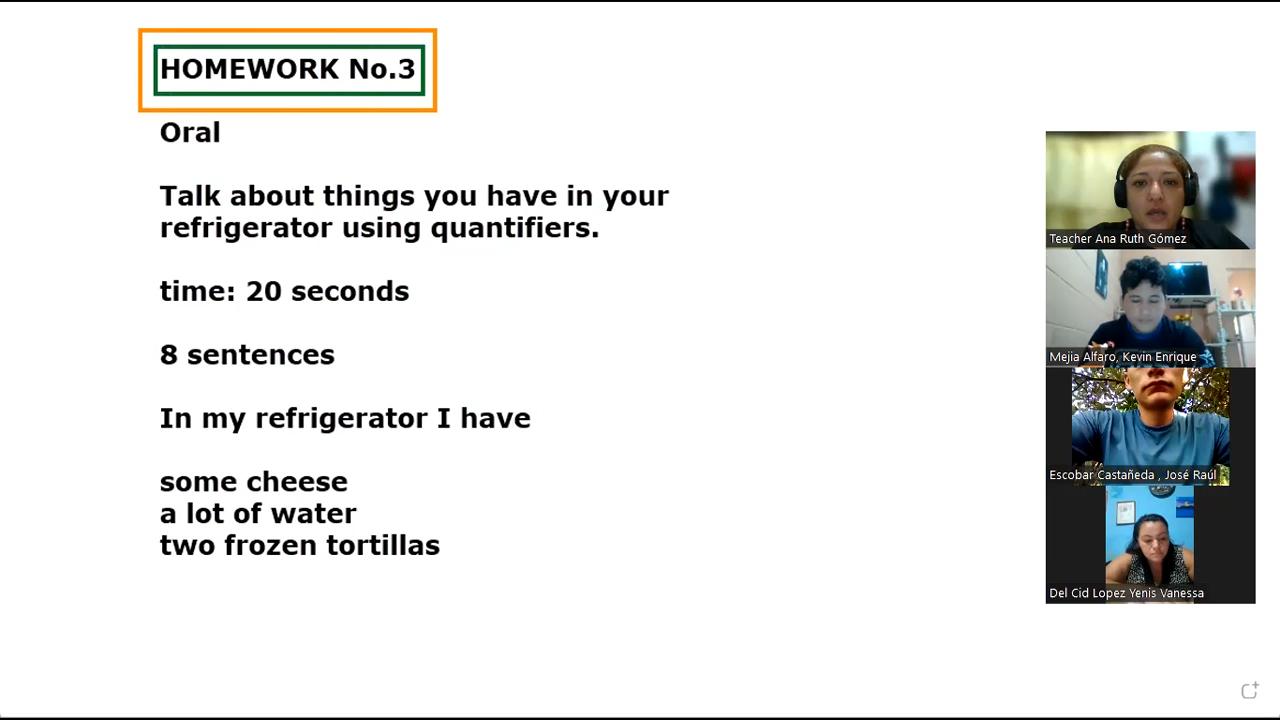 HOMEWORK No.3
Oral
Talk about things you have in your
refrigerator using quantifiers.
time: 20 seconds
8 sentences
In my refrigerator I have
some cheese
a lot of water
two frozen tortillas
Teacher Ana Ruth Gómez
Mejia Alfaro, Kevin Enrique
Escobar Castañeda , José Raúl
Del Cid Lopez Yenis Vanessa